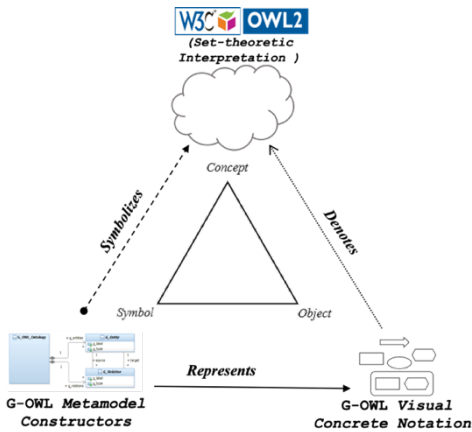 W3C OWL2
(Set-theoretic
Interpretation )
Concept
Symbolizes
Denotes
Symbol
Object
Represents
G-OWL Metamodel
Constructors
G-OWL Visual
Concrete Notation